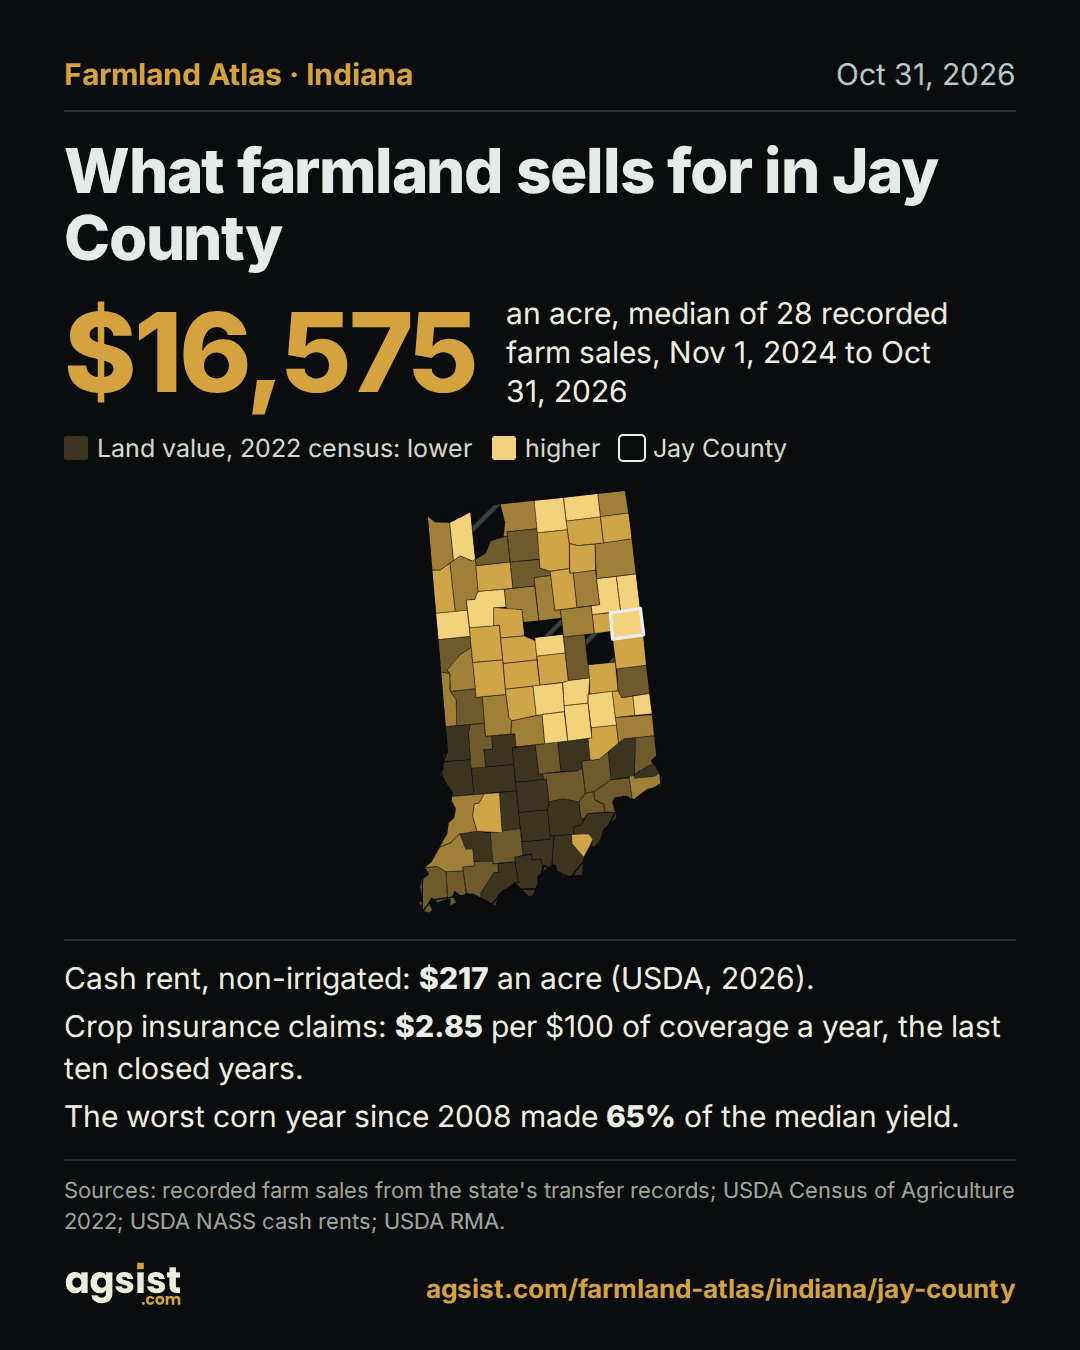 Farmland Atlas · Indiana
Oct 31, 2026
What farmland sells for in Jay
County
$16,575
an acre, median of 28 recorded
farm sales, Nov 1, 2024 to Oct
31, 2026
Land value, 2022 census: lower
higher
Jay County
Cash rent, non-irrigated: $217 an acre (USDA, 2026).
Crop insurance claims: $2.85 per $100 of coverage a year, the last
ten closed years.
The worst corn year since 2008 made 65% of the median yield.
Sources: recorded farm sales from the state's transfer records; USDA Census of Agriculture
2022; USDA NASS cash rents; USDA RMA.
agsist
.com
agsist.com/farmland-atlas/indiana/jay-county